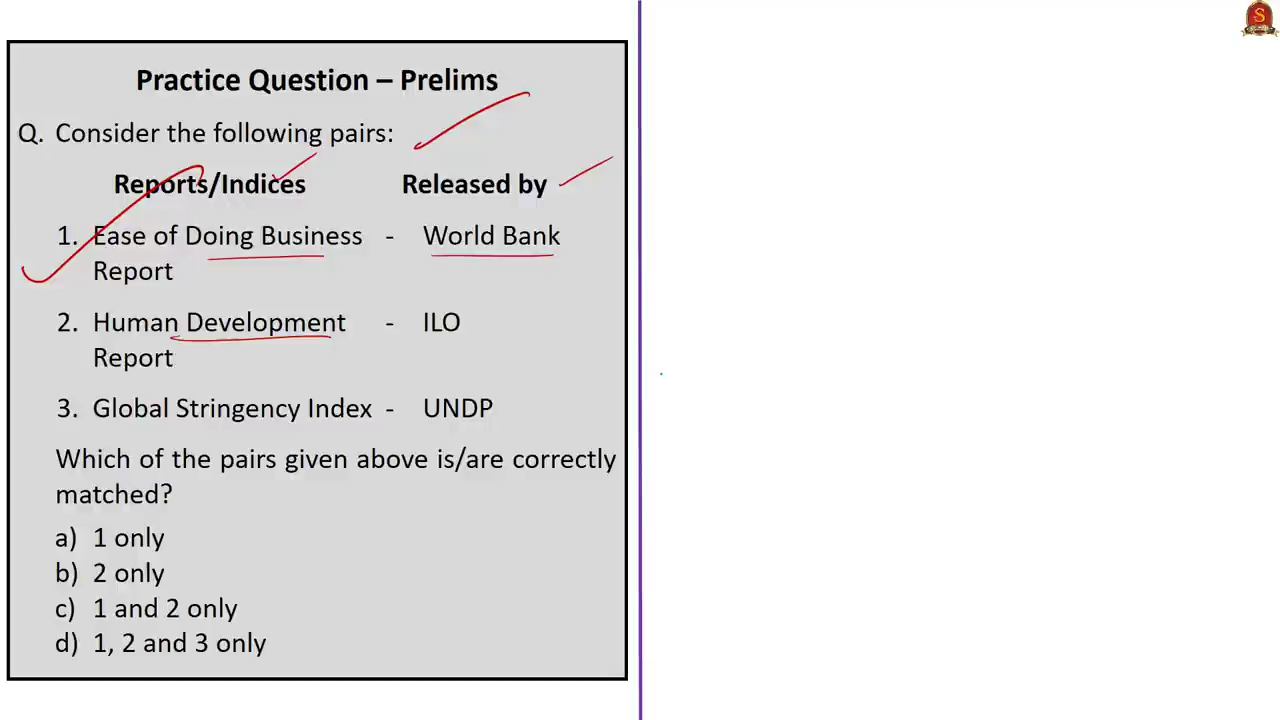 Practice Question – Prelims
Q. Consider the following pairs:
Reports/Indices Released by
1. Ease of Doing Business - World Bank
Report
2. Human Development - ILO
Report
3. Global Stringency Index - UNDP
Which of the pairs given above is/are correctly
matched?
a) 1 only
b) 2 only
c) 1 and 2 only
d) 1, 2 and 3 only
S